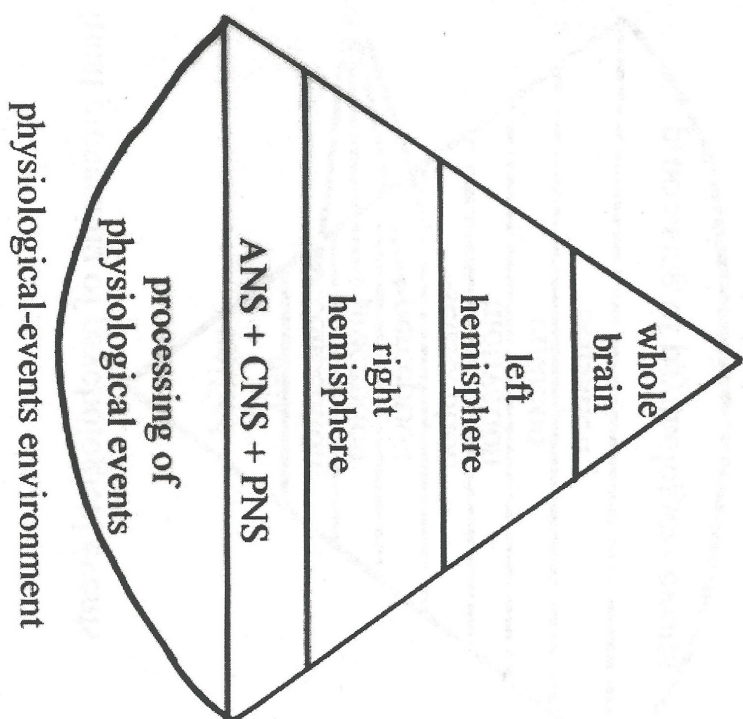 whole
brain
left
hemisphere
right
hemisphere
ANS + CNS + PNS
processing of
physiological events
physiological-events environment